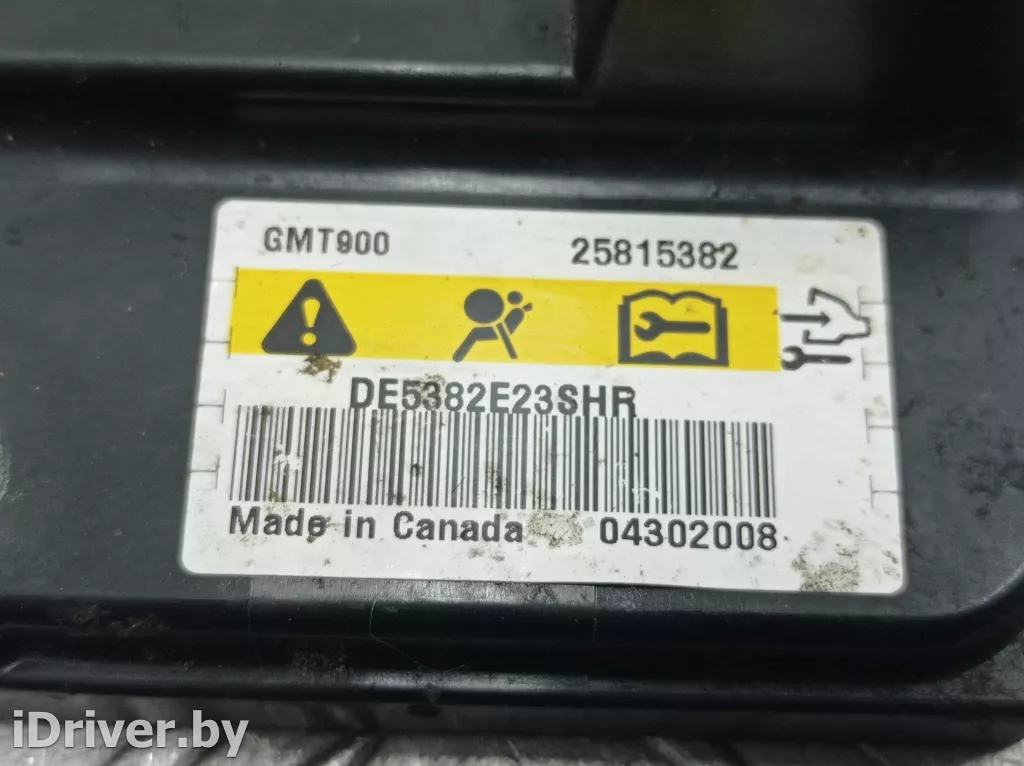 GMT900 25815382
DE5382E23SHR
Made in Canada 04302008
iDriver.by